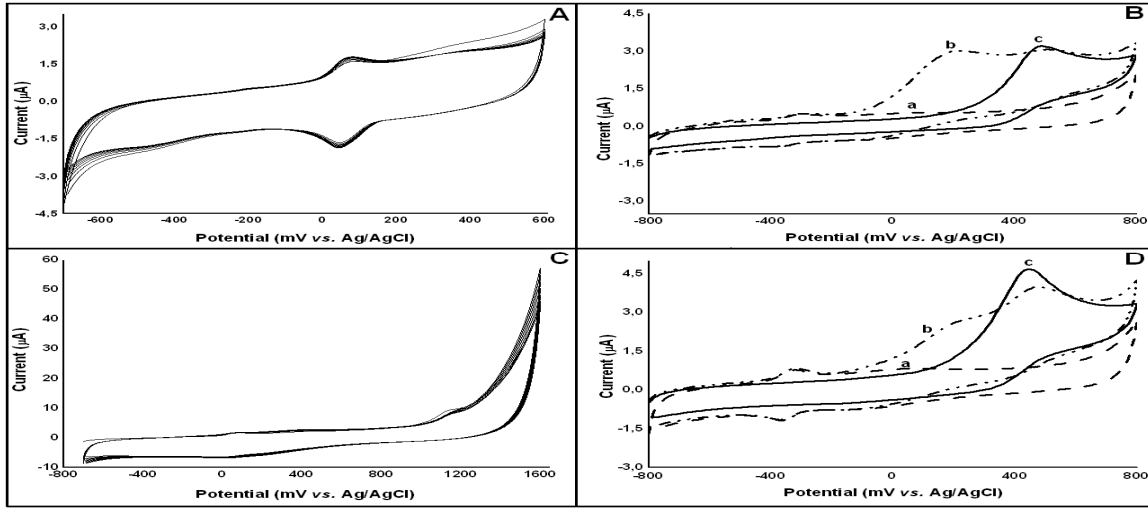 A
Current (µA)
3.0
1.5
0.0
-1.5
-3.0
-4.5
-600
-400
-200
0
200
400
600
Potential (mV vs. Ag/AgCl)
B
Current (µA)
4,5
3,0
1,5
0,0
-1,5
-3,0
b
c
a
-800
-400
0
400
800
Potential (mV vs. Ag/AgCl)
C
Current (µA)
60
50
40
30
20
10
0
-10
-800
-400
0
400
800
1200
1600
Potential (mV vs. Ag/AgCl)
D
Current (µA)
4,5
3,0
1,5
0,0
-1,5
-3,0
c
b
a
-800
-400
0
400
800
Potential (mV vs. Ag/AgCl)